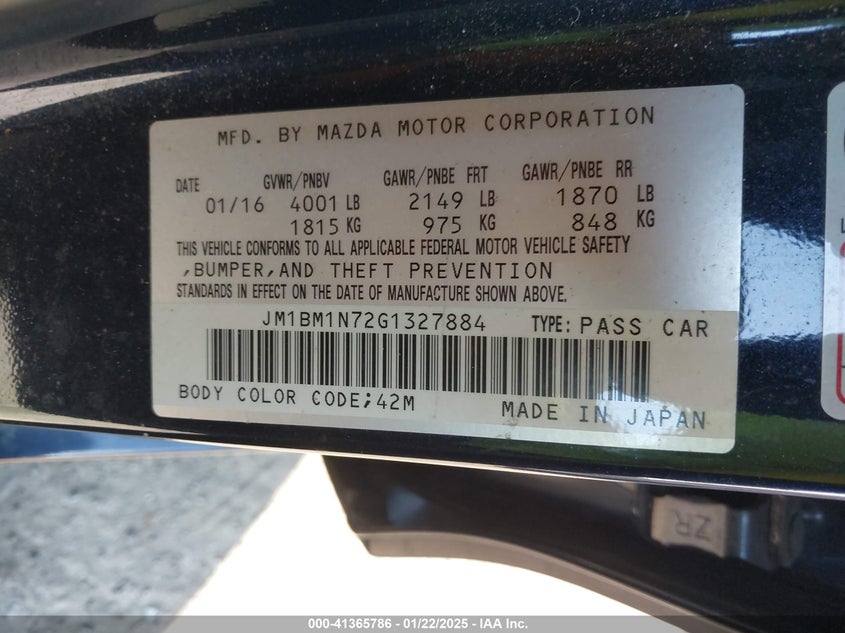 MFD. BY MAZDA MOTOR CORPORATION
DATE GVWR/PNBV GAWR/PNBE FRT GAWR/PNBE RR
01/16 4001 LB 2149 LB 1870 LB
1815 KG 975 KG 848 KG
THIS VEHICLE CONFORMS TO ALL APPLICABLE FEDERAL MOTOR VEHICLE SAFETY
,BUMPER,AND THEFT PREVENTION
STANDARDS IN EFFECT ON THE DATE OF MANUFACTURE SHOWN ABOVE.
JM1BM1N72G1327884 TYPE: PASS CAR
BODY COLOR CODE;42M
MADE IN JAPAN
ZR
000-41365786 - 01/22/2025 - IAA Inc.